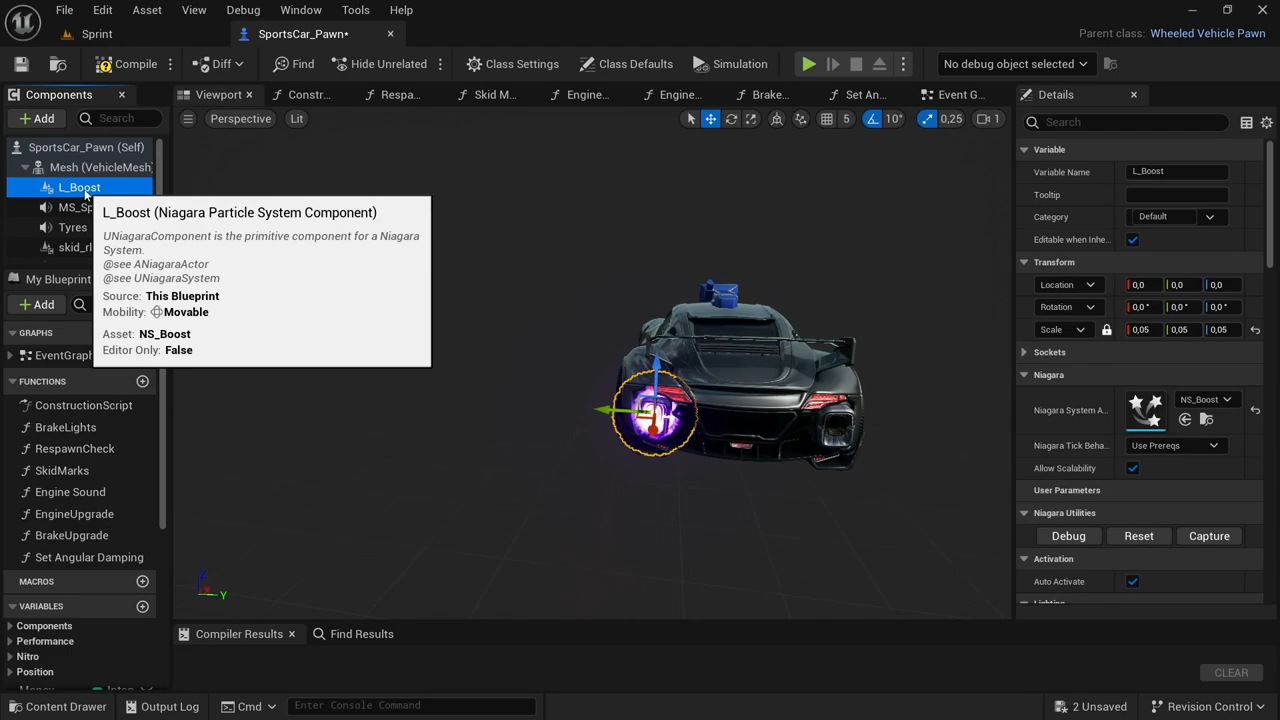 File Edit Asset View Debug Window Tools Help
Sprint SportsCar_Pawn* Parent class: Wheeled Vehicle Pawn
Compile Diff Find Hide Unrelated Class Settings Class Defaults Simulation No debug object selected
Components Viewport Constr... Respa... Skid M... Engine... Engine... Brake... Set An... Event G... Details
+ Add Search Perspective Lit 5 10° 0,25 1 Search
SportsCar_Pawn (Self)
Mesh (VehicleMesh)
L_Boost
MS_Sp
Tyres
skid_rl
L_Boost (Niagara Particle System Component)
UNiagaraComponent is the primitive component for a Niagara
System.
@see ANiagaraActor
@see UNiagaraSystem
Source: This Blueprint
Mobility: Movable
Asset: NS_Boost
Editor Only: False
My Blueprint
+ Add
GRAPHS
EventGraph
FUNCTIONS
ConstructionScript
BrakeLights
RespawnCheck
SkidMarks
Engine Sound
EngineUpgrade
BrakeUpgrade
Set Angular Damping
MACROS
VARIABLES
Components
Performance
Nitro
Position
Z
Y
Variable
Variable Name L_Boost
Tooltip
Category Default
Editable when Inhe...
Transform
Location 0,0 0,0 0,0
Rotation 0,0° 0,0° 0,0°
Scale 0,05 0,05 0,05
Sockets
Niagara
Niagara System A... NS_Boost
Niagara Tick Beha... Use Prereqs
Allow Scalability
User Parameters
Niagara Utilities
Debug Reset Capture
Activation
Auto Activate
Compiler Results Find Results
CLEAR
Content Drawer Output Log Cmd Enter Console Command 2 Unsaved Revision Control